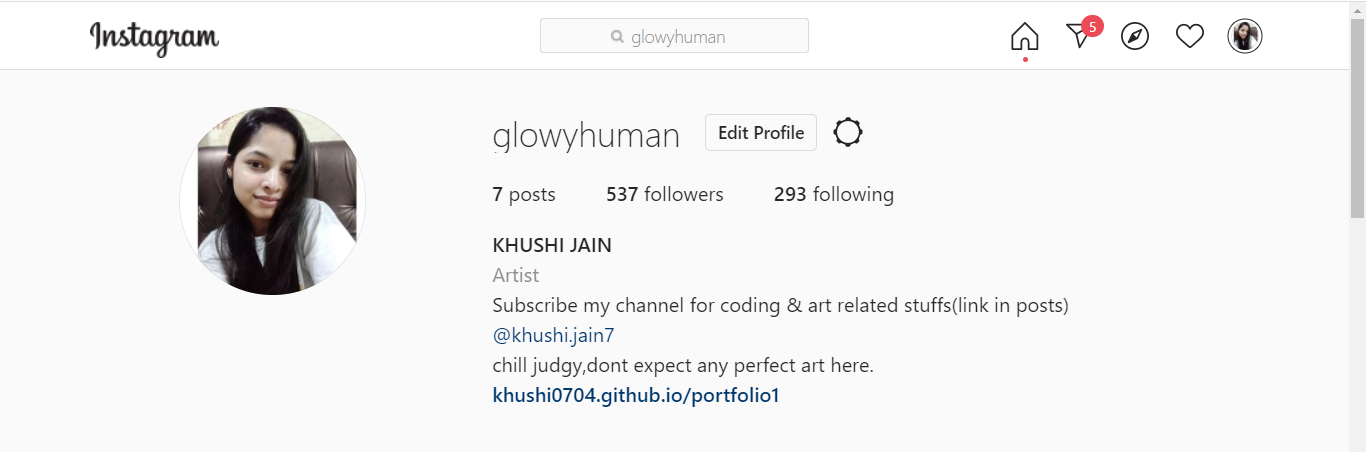 Instagram
glowyhuman
5
glowyhuman Edit Profile
7 posts 537 followers 293 following
KHUSHI JAIN
Artist
Subscribe my channel for coding & art related stuffs(link in posts)
@khushi.jain7
chill judgy,dont expect any perfect art here.
khushi0704.github.io/portfolio1